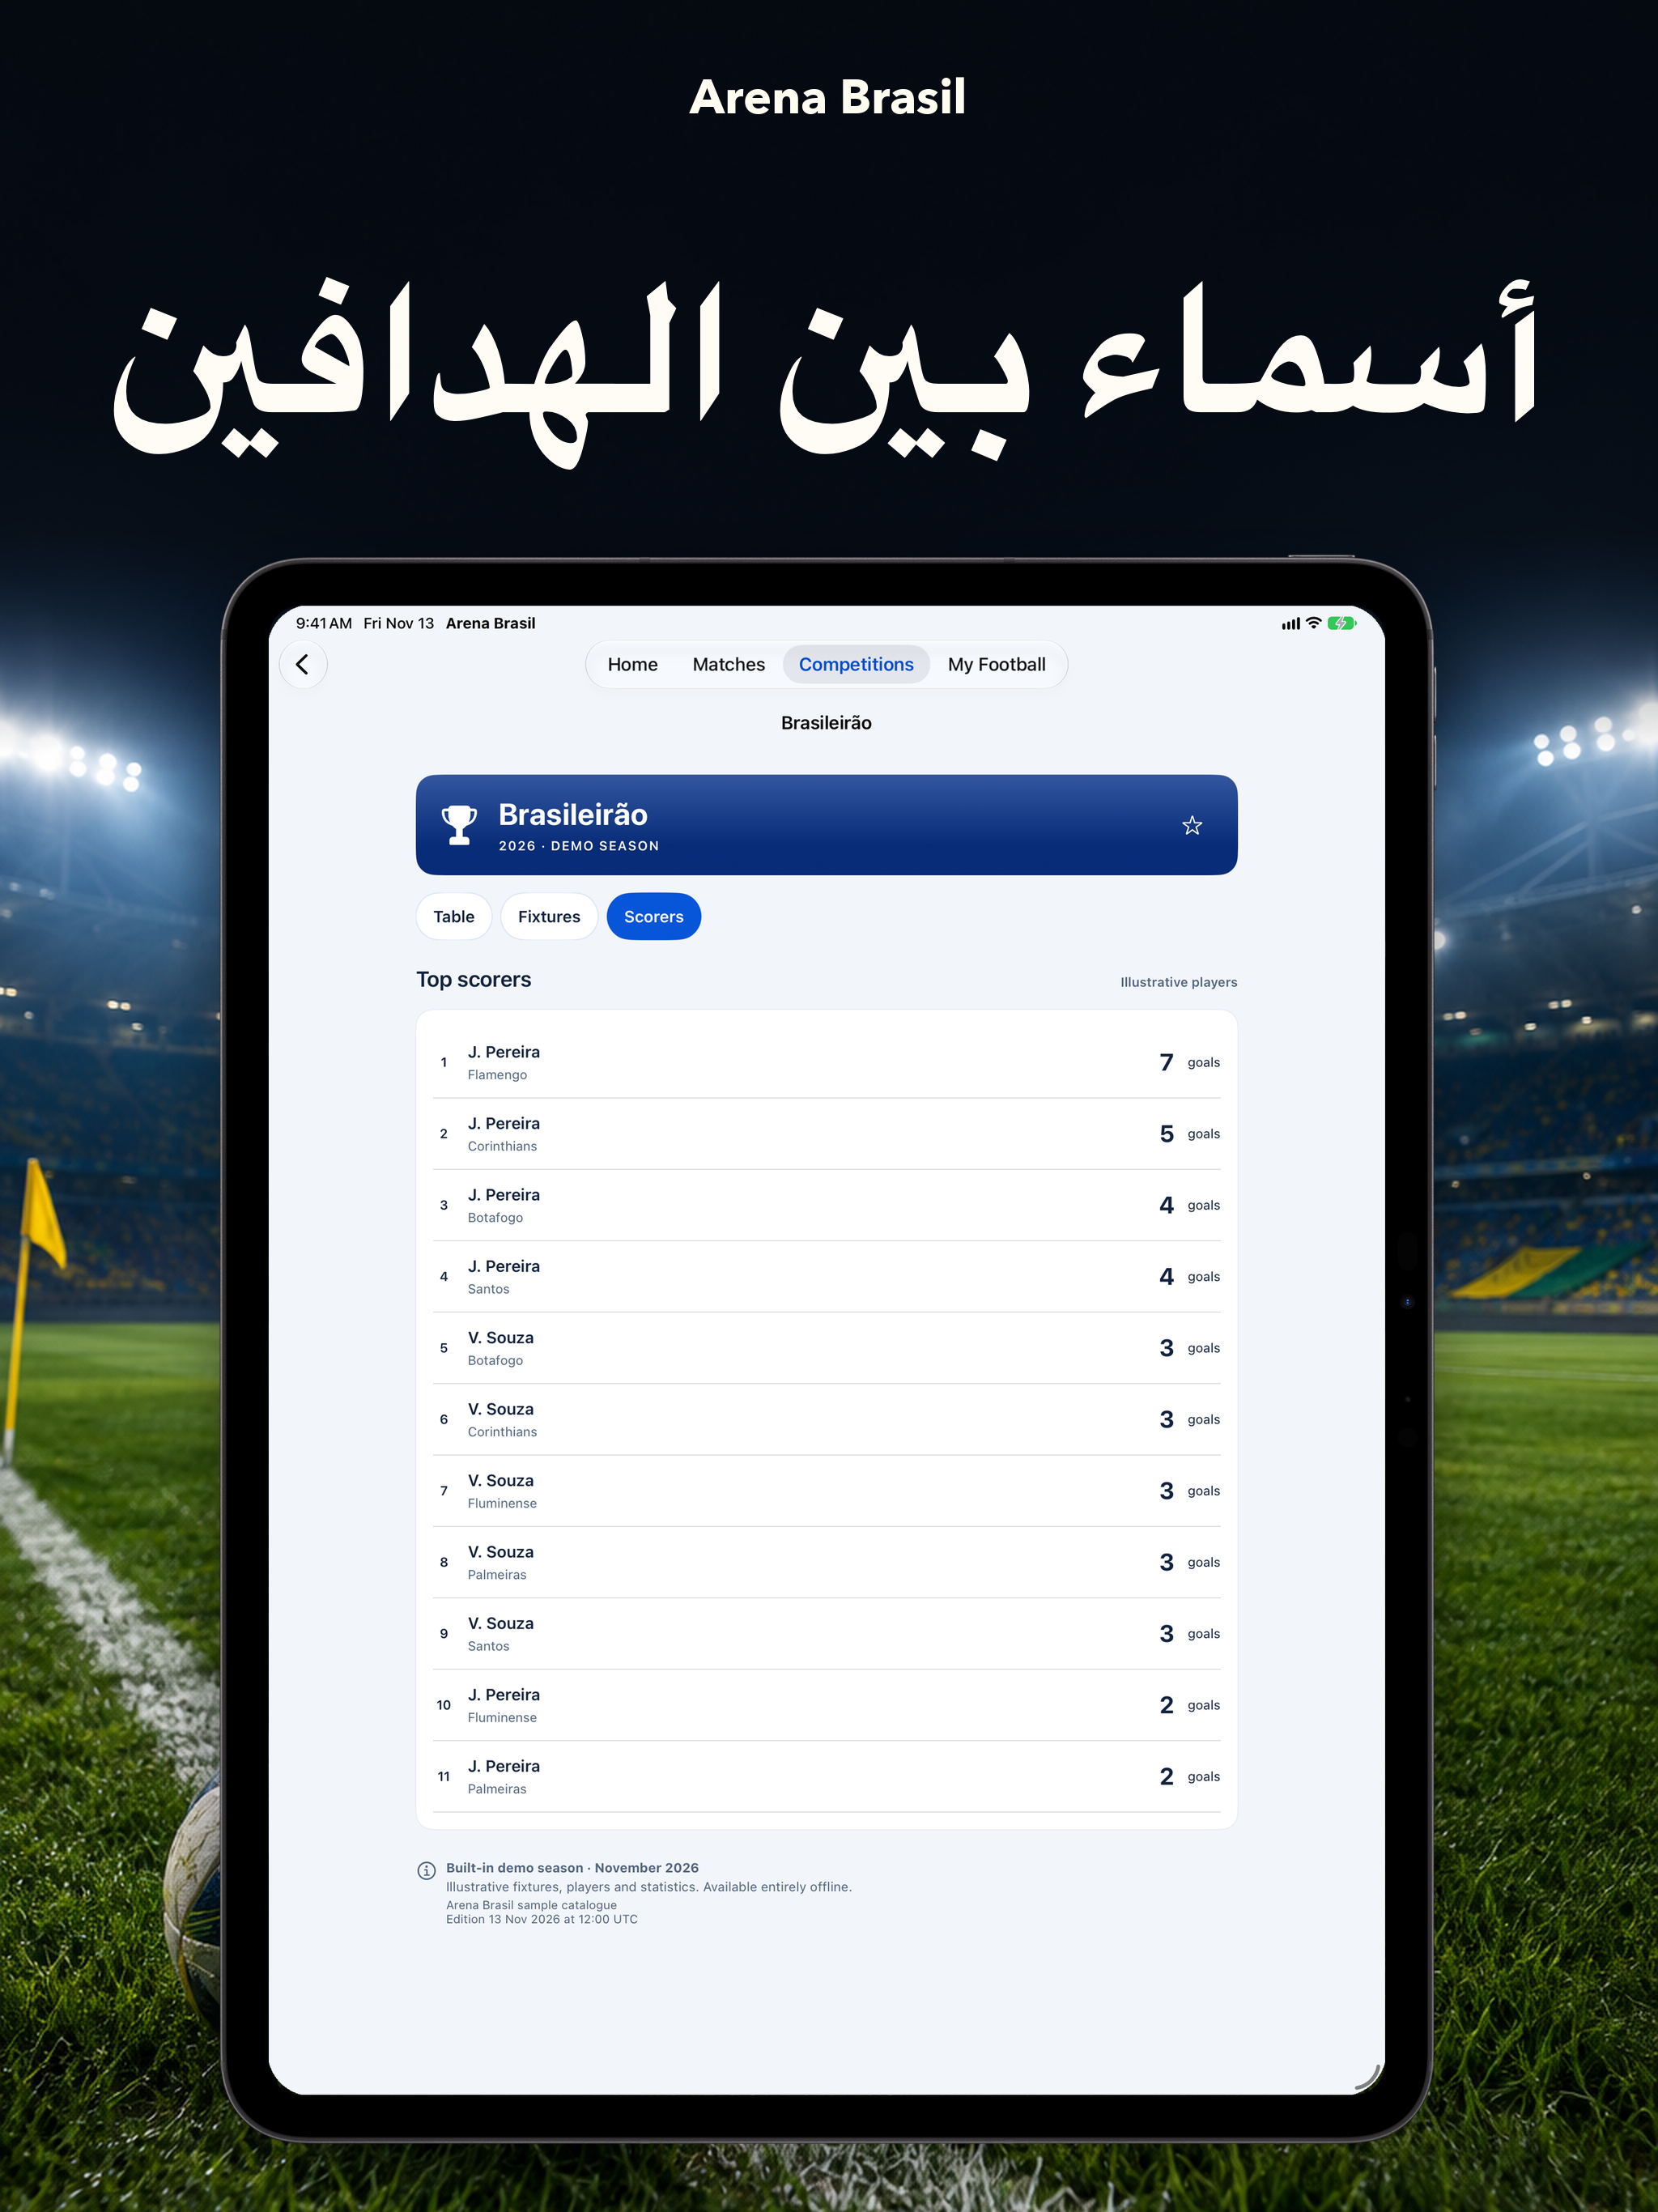 Arena Brasil
أسماء بين الهدافين
9:41 AM Fri Nov 13 Arena Brasil
Home Matches Competitions My Football
Brasileirão
Brasileirão
2026 · DEMO SEASON
Table Fixtures Scorers
Top scorers Illustrative players
1 J. Pereira 7 goals
Flamengo
2 J. Pereira 5 goals
Corinthians
3 J. Pereira 4 goals
Botafogo
4 J. Pereira 4 goals
Santos
5 V. Souza 3 goals
Botafogo
6 V. Souza 3 goals
Corinthians
7 V. Souza 3 goals
Fluminense
8 V. Souza 3 goals
Palmeiras
9 V. Souza 3 goals
Santos
10 J. Pereira 2 goals
Fluminense
11 J. Pereira 2 goals
Palmeiras
Built-in demo season · November 2026
Illustrative fixtures, players and statistics. Available entirely offline.
Arena Brasil sample catalogue
Edition 13 Nov 2026 at 12:00 UTC